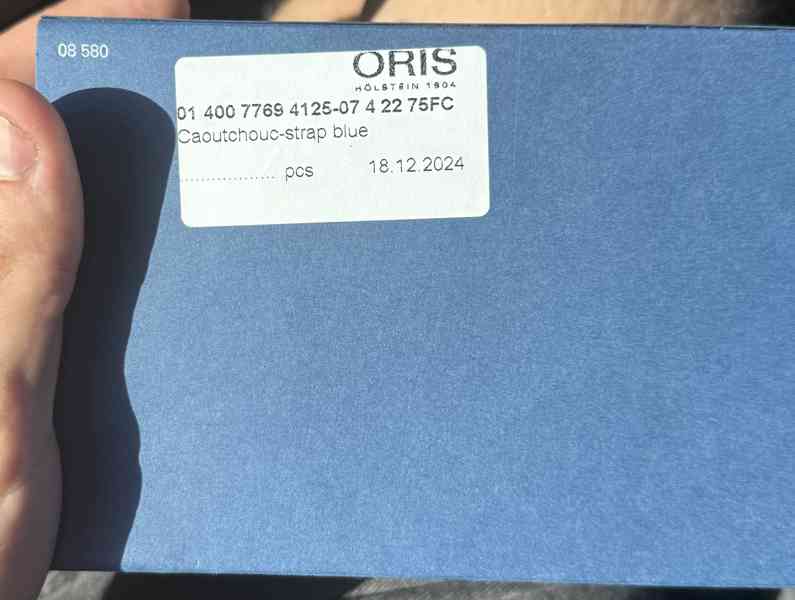 08 580
ORIS
HÖLSTEIN 1904
01 400 7769 4125-07 4 22 75FC
Caoutchouc-strap blue
.................. pcs 18.12.2024